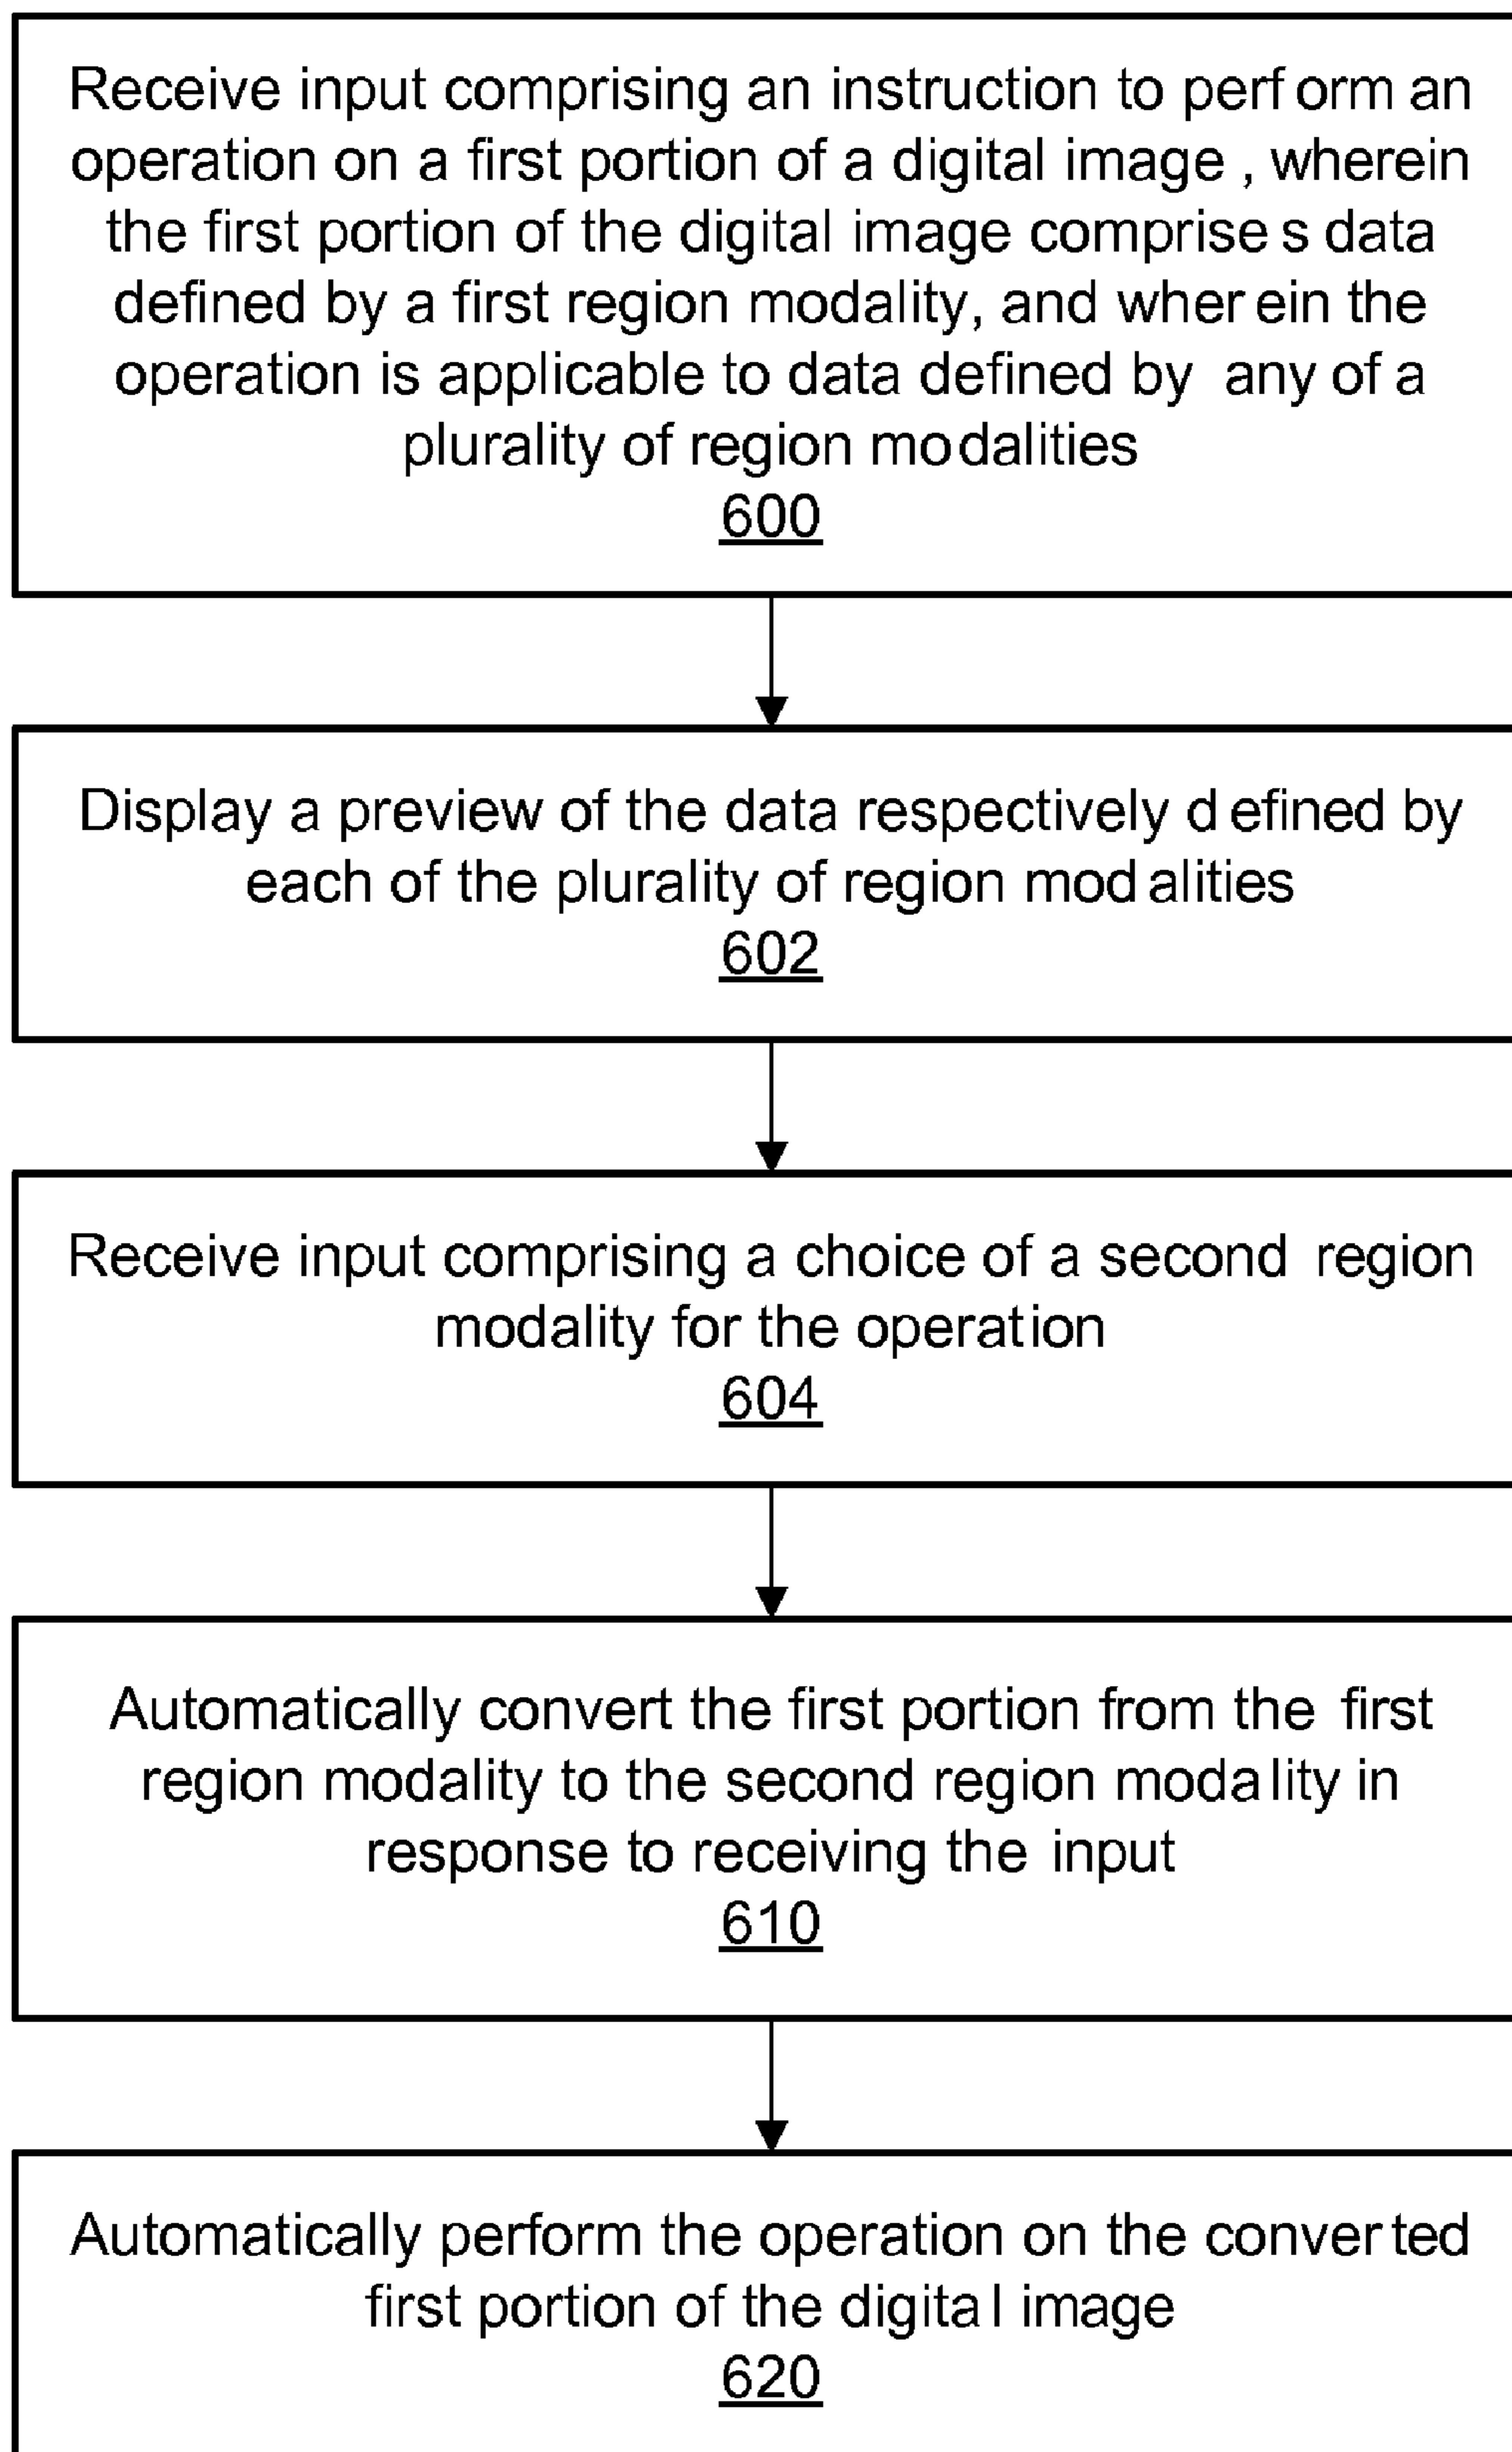 Receive input comprising an instruction to perform an
operation on a first portion of a digital image, wherein
the first portion of the digital image comprises data
defined by a first region modality, and wherein the
operation is applicable to data defined by any of a
plurality of region modalities
600
Display a preview of the data respectively defined by
each of the plurality of region modalities
602
Receive input comprising a choice of a second region
modality for the operation
604
Automatically convert the first portion from the first
region modality to the second region modality in
response to receiving the input
610
Automatically perform the operation on the converted
first portion of the digital image
620